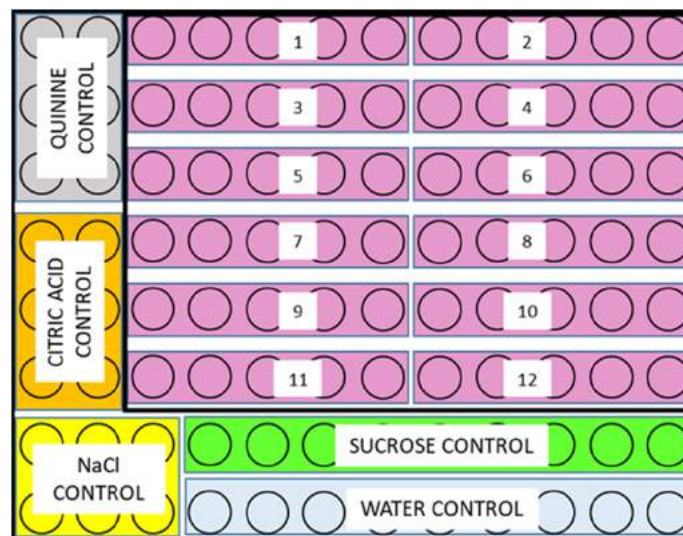 QUININE
CONTROL
1
2
3
4
5
6
7
8
9
10
11
12
CITRIC ACID
CONTROL
NaCl
CONTROL
SUCROSE CONTROL
WATER CONTROL